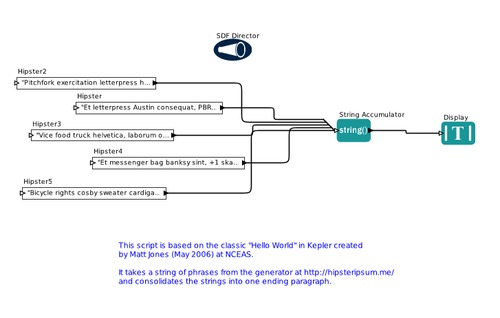 SDF Director
Hipster2
"Pitchfork exercitation letterpress h...
Hipster
"Et letterpress Austin consequat, PBR..
String Accumulator
string()
Display
|T|
Hipster3
"Vice food truck helvetica, laborum o...
Hipster4
"Et messenger bag banksy sint, +1 ska..
Hipster5
"Bicycle rights cosby sweater cardiga..
This script is based on the classic "Hello World" in Kepler created
by Matt Jones (May 2006) at NCEAS.
It takes a string of phrases from the generator at http://hipsteripsum.me/
and consolidates the strings into one ending paragraph.